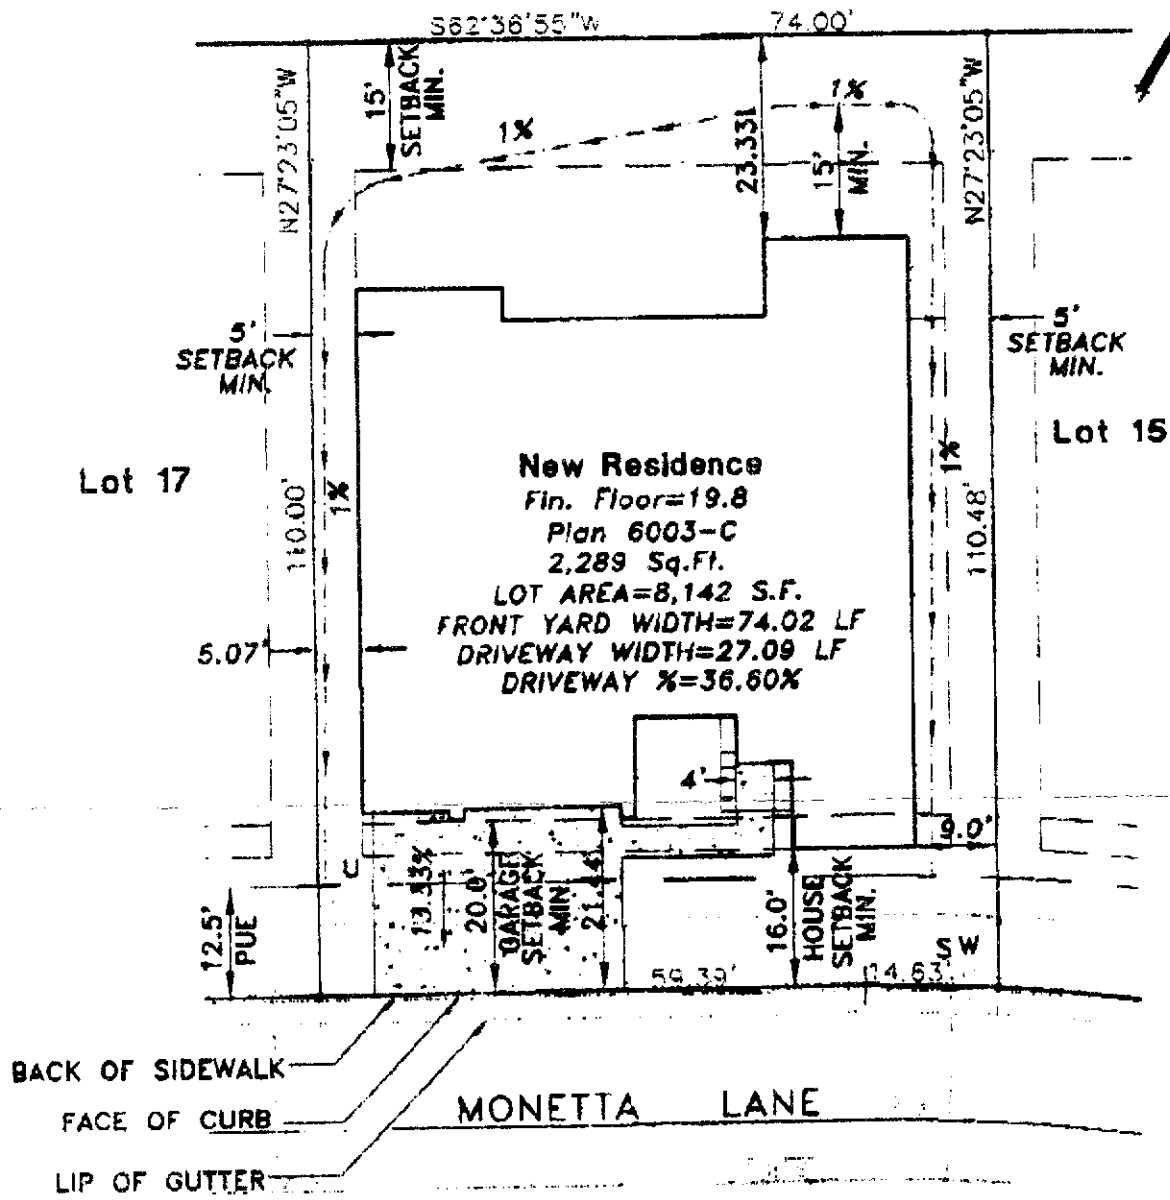 S62°36'55"W 74.00'
N27°23'05"W
15'
SETBACK
MIN.
1%
1%
23.33'
15'
MIN.
N27°23'05"W
5'
SETBACK
MIN.
5'
SETBACK
MIN.
Lot 17
Lot 15
110.00'
1%
1%
110.48'
New Residence
Fin. Floor=19.8
Plan 6003-C
2,289 Sq.Ft.
LOT AREA=8,142 S.F.
FRONT YARD WIDTH=74.02 LF
DRIVEWAY WIDTH=27.09 LF
DRIVEWAY %=36.60%
5.07'
4'
9.0'
12.5'
PUE
13.53%
20.0'
GARAGE
SETBACK
MIN.
21.44'
16.0'
HOUSE
SETBACK
MIN.
59.39'
14.63'
S W
BACK OF SIDEWALK
FACE OF CURB
LIP OF GUTTER
MONETTA LANE